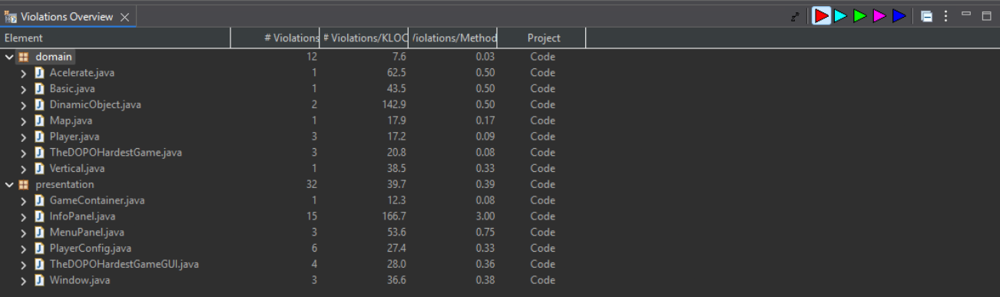 Violations Overview
Element # Violations # Violations/KLOC /iolations/Method Project
domain 12 7.6 0.03 Code
Acelerate.java 1 62.5 0.50 Code
Basic.java 1 43.5 0.50 Code
DinamicObject.java 2 142.9 0.50 Code
Map.java 1 17.9 0.17 Code
Player.java 3 17.2 0.09 Code
TheDOPOHardestGame.java 3 20.8 0.08 Code
Vertical.java 1 38.5 0.33 Code
presentation 32 39.7 0.39 Code
GameContainer.java 1 12.3 0.08 Code
InfoPanel.java 15 166.7 3.00 Code
MenuPanel.java 3 53.6 0.75 Code
PlayerConfig.java 6 27.4 0.33 Code
TheDOPOHardestGameGUI.java 4 28.0 0.36 Code
Window.java 3 36.6 0.38 Code